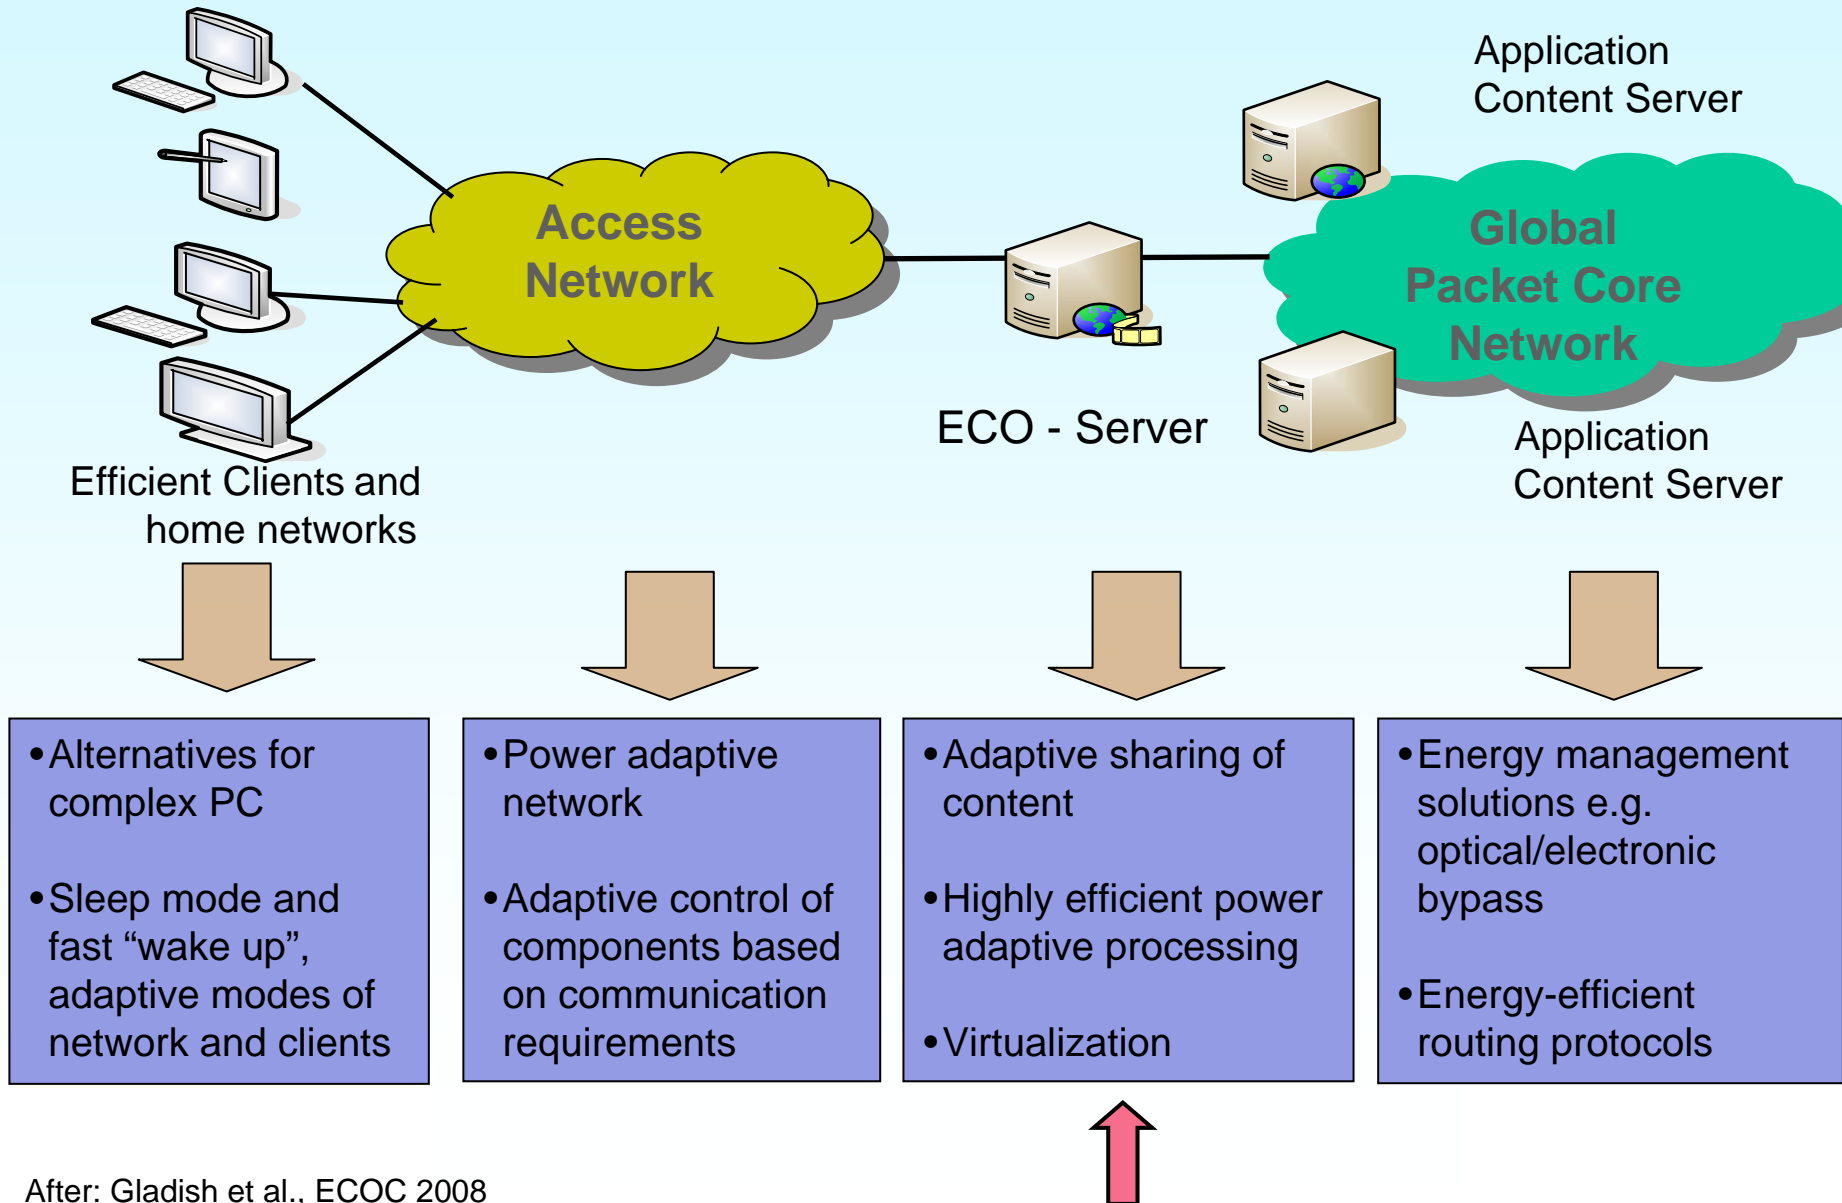 Application
Content Server
Access
Network
Global
Packet Core
Network
ECO - Server
Application
Content Server
Efficient Clients and
home networks
•Alternatives for
complex PC
•Sleep mode and
fast “wake up”,
adaptive modes of
network and clients
•Power adaptive
network
•Adaptive control of
components based
on communication
requirements
•Adaptive sharing of
content
•Highly efficient power
adaptive processing
•Virtualization
•Energy management
solutions e.g.
optical/electronic
bypass
•Energy-efficient
routing protocols
After: Gladish et al., ECOC 2008